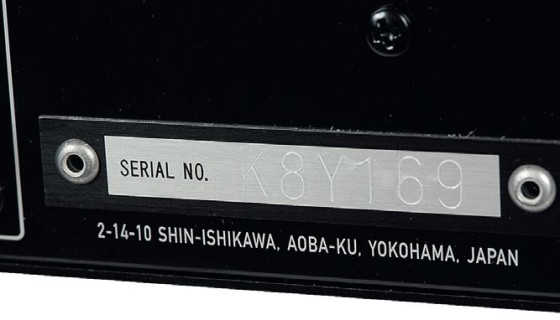 SERIAL NO. K8Y169
2-14-10 SHIN-ISHIKAWA, AOBA-KU, YOKOHAMA, JAPAN